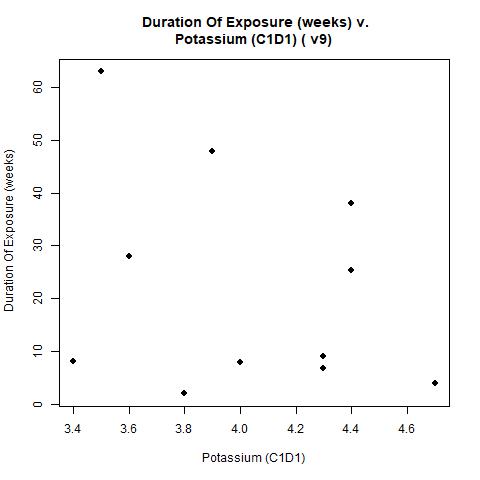 Duration Of Exposure (weeks) v.
Potassium (C1D1) ( v9)
Duration Of Exposure (weeks)
60
50
40
30
20
10
0
3.4 3.6 3.8 4.0 4.2 4.4 4.6
Potassium (C1D1)